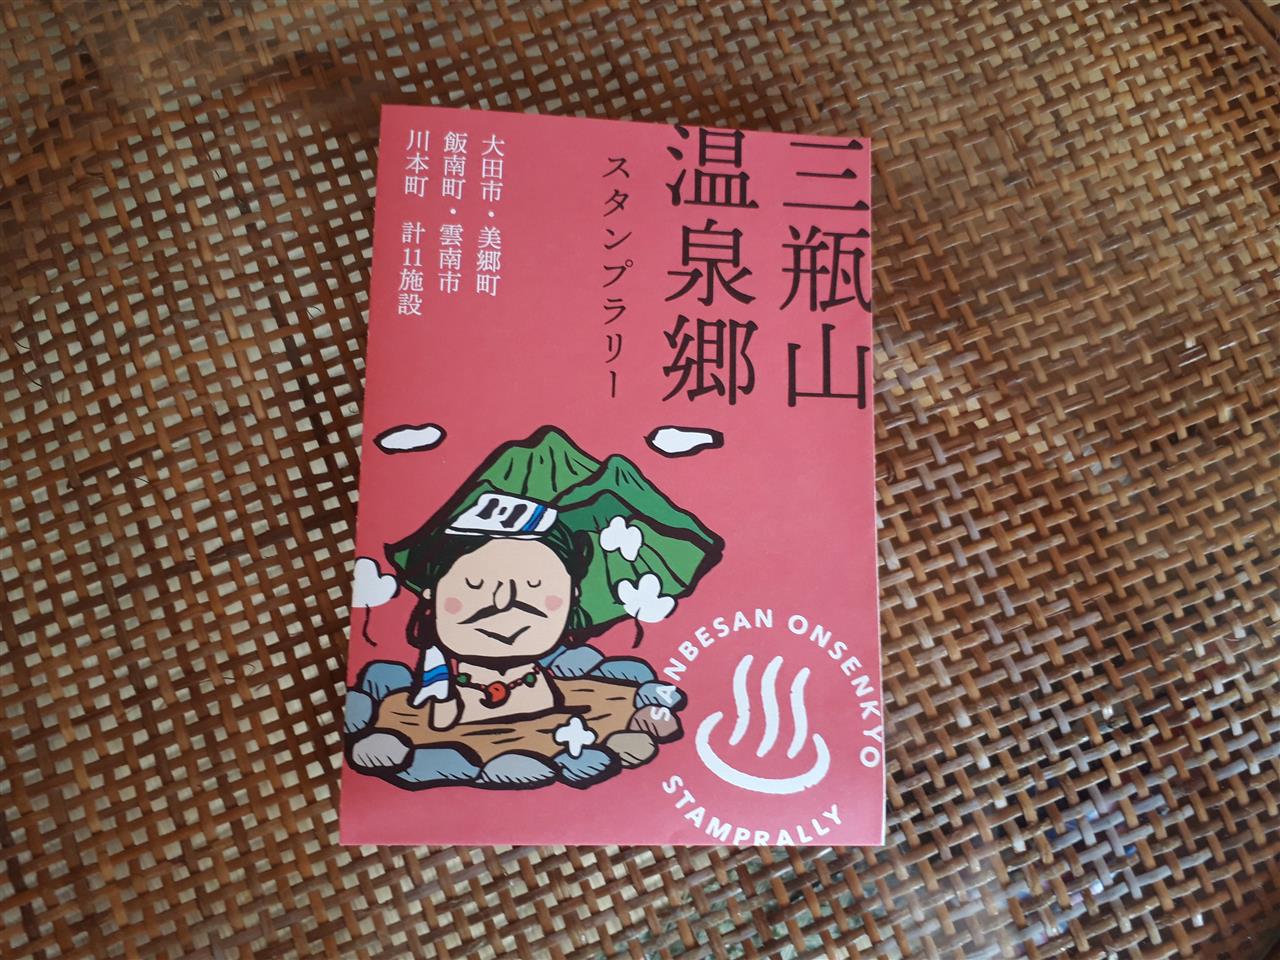 三瓶山
温泉郷
スタンプラリー
大田市・美郷町
飯南町・雲南市
川本町　計11施設
SANBESAN ONSENKYO
STAMPRALLY